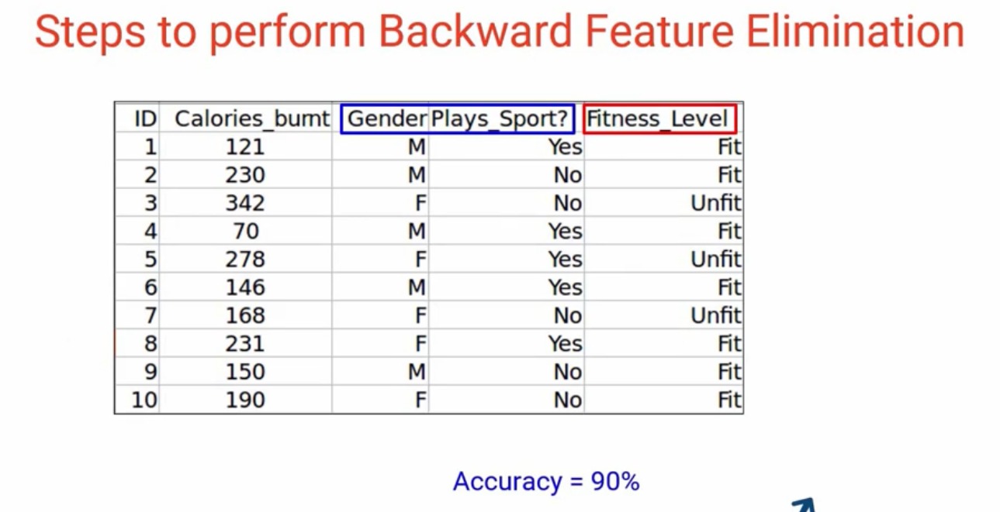 Steps to perform Backward Feature Elimination
ID Calories_burnt Gender Plays_Sport? Fitness_Level
1 121 M Yes Fit
2 230 M No Fit
3 342 F No Unfit
4 70 M Yes Fit
5 278 F Yes Unfit
6 146 M Yes Fit
7 168 F No Unfit
8 231 F Yes Fit
9 150 M No Fit
10 190 F No Fit
Accuracy = 90%